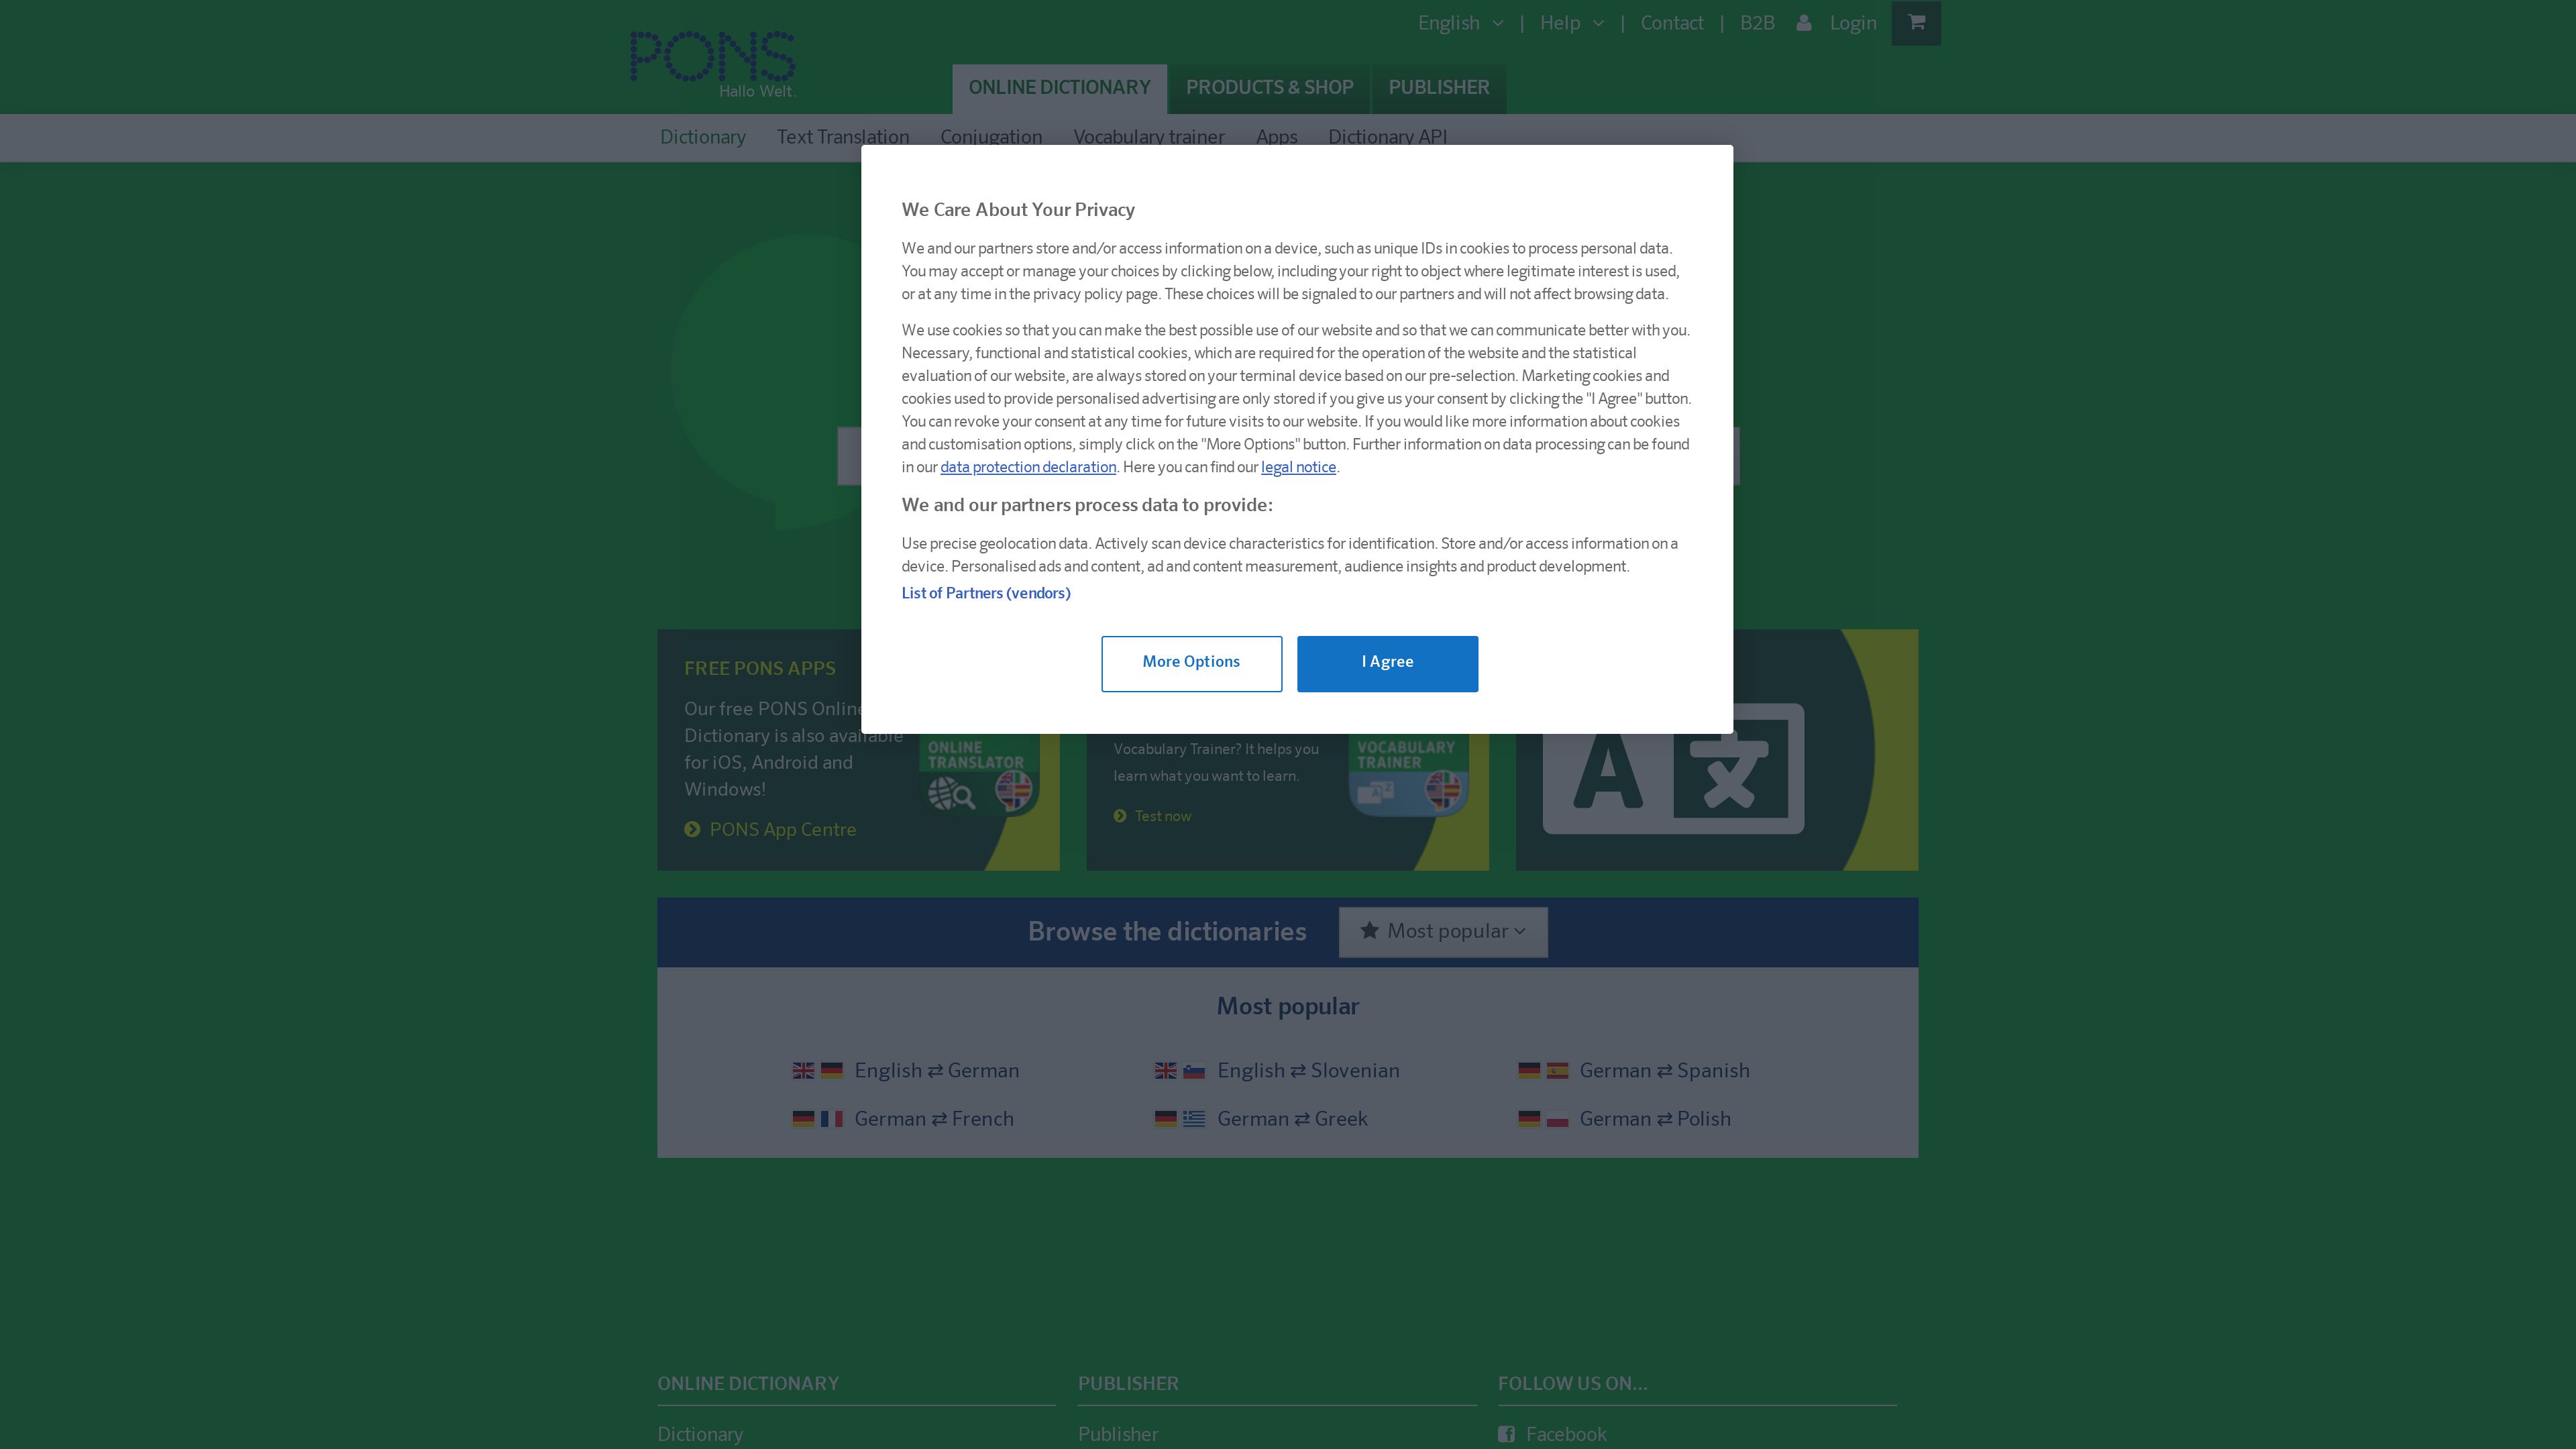 English | Help | Contact | B2B Login
PONS
Hallo Welt.
ONLINE DICTIONARY PRODUCTS & SHOP PUBLISHER
Dictionary Text Translation Conjugation Vocabulary trainer Apps Dictionary API
We Care About Your Privacy
We and our partners store and/or access information on a device, such as unique IDs in cookies to process personal data.
You may accept or manage your choices by clicking below, including your right to object where legitimate interest is used,
or at any time in the privacy policy page. These choices will be signaled to our partners and will not affect browsing data.
We use cookies so that you can make the best possible use of our website and so that we can communicate better with you.
Necessary, functional and statistical cookies, which are required for the operation of the website and the statistical
evaluation of our website, are always stored on your terminal device based on our pre-selection. Marketing cookies and
cookies used to provide personalised advertising are only stored if you give us your consent by clicking the "I Agree" button.
You can revoke your consent at any time for future visits to our website. If you would like more information about cookies
and customisation options, simply click on the "More Options" button. Further information on data processing can be found
in our data protection declaration. Here you can find our legal notice.
We and our partners process data to provide:
Use precise geolocation data. Actively scan device characteristics for identification. Store and/or access information on a
device. Personalised ads and content, ad and content measurement, audience insights and product development.
List of Partners (vendors)
More Options
I Agree
FREE PONS APPS
Our free PONS Online
Dictionary is also available
for iOS, Android and
Windows!
PONS App Centre
ONLINE
TRANSLATOR
Vocabulary Trainer? It helps you
learn what you want to learn.
Test now
VOCABULARY
TRAINER
A 文
Browse the dictionaries
Most popular
Most popular
English ⇄ German
English ⇄ Slovenian
German ⇄ Spanish
German ⇄ French
German ⇄ Greek
German ⇄ Polish
ONLINE DICTIONARY
Dictionary
PUBLISHER
Publisher
FOLLOW US ON...
Facebook